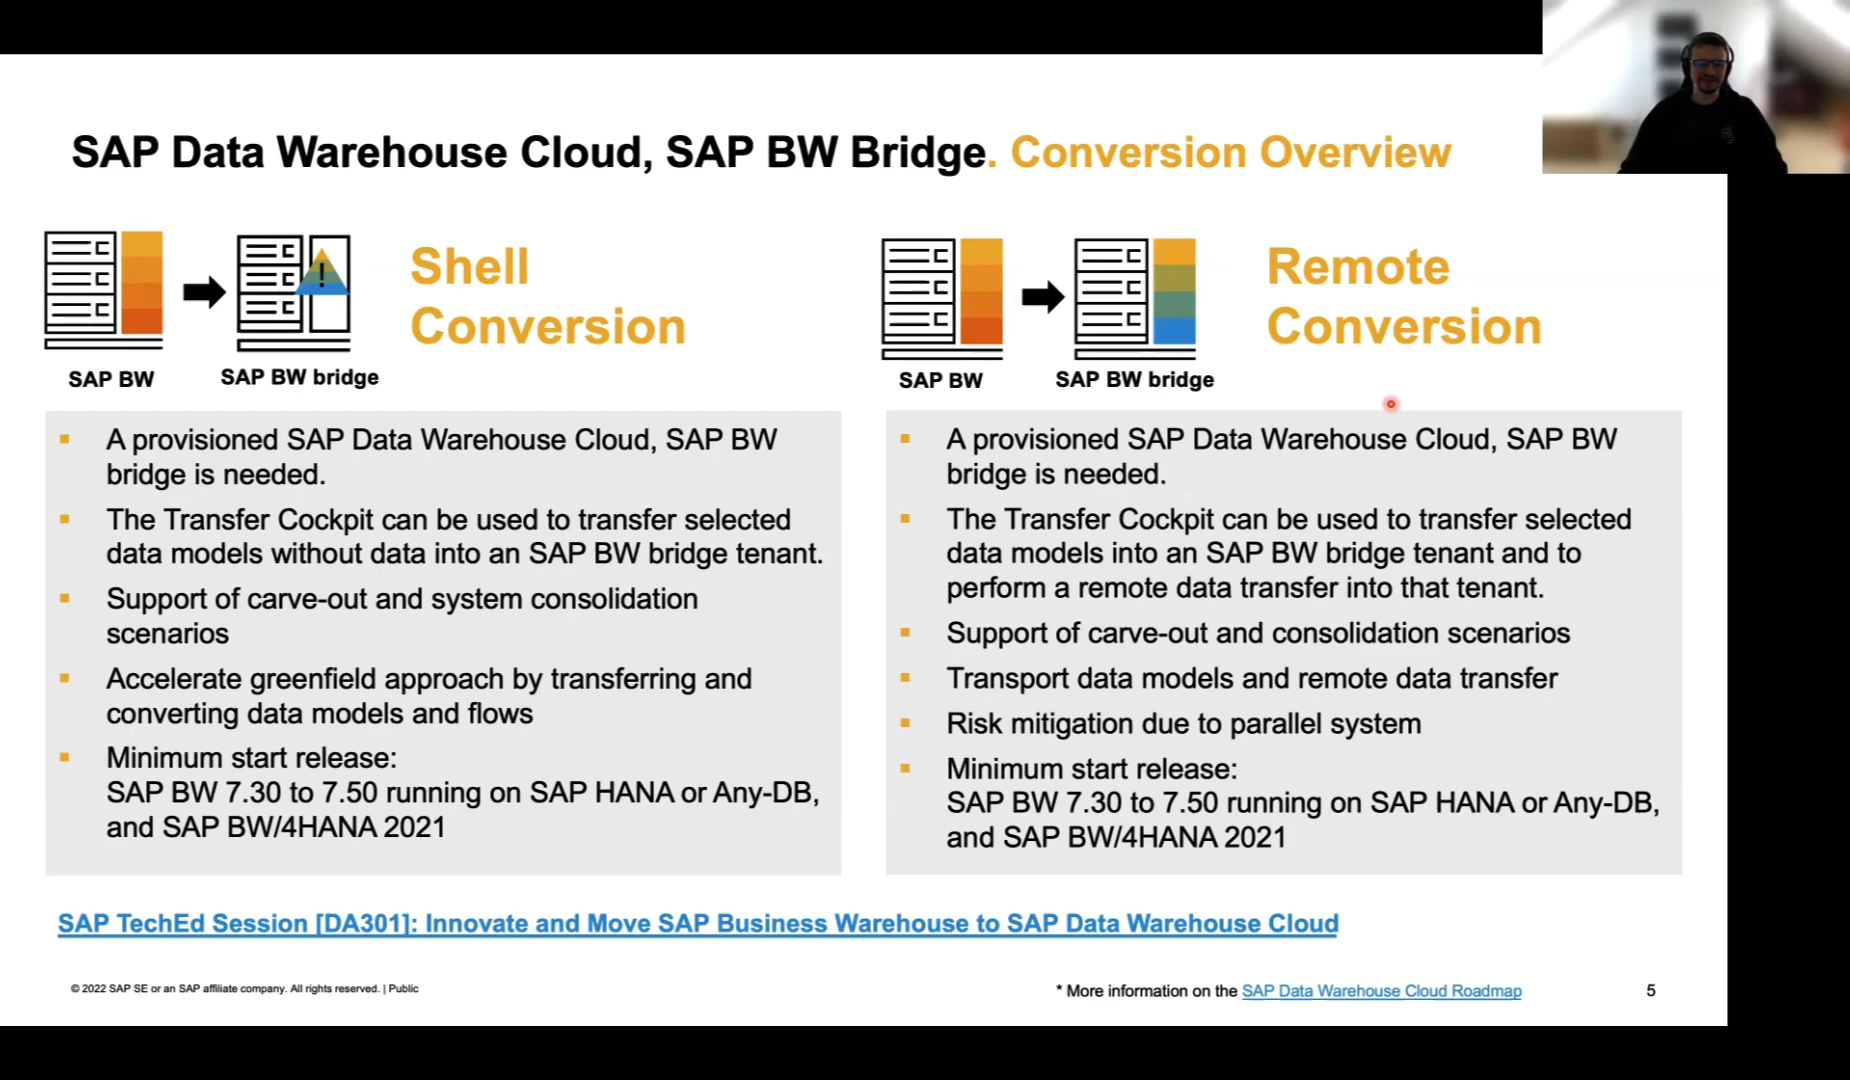 SAP Data Warehouse Cloud, SAP BW Bridge. Conversion Overview
Shell
Conversion
SAP BW
SAP BW bridge
▪ A provisioned SAP Data Warehouse Cloud, SAP BW
bridge is needed.
▪ The Transfer Cockpit can be used to transfer selected
data models without data into an SAP BW bridge tenant.
▪ Support of carve-out and system consolidation
scenarios
▪ Accelerate greenfield approach by transferring and
converting data models and flows
▪ Minimum start release:
SAP BW 7.30 to 7.50 running on SAP HANA or Any-DB,
and SAP BW/4HANA 2021
Remote
Conversion
SAP BW
SAP BW bridge
▪ A provisioned SAP Data Warehouse Cloud, SAP BW
bridge is needed.
▪ The Transfer Cockpit can be used to transfer selected
data models into an SAP BW bridge tenant and to
perform a remote data transfer into that tenant.
▪ Support of carve-out and consolidation scenarios
▪ Transport data models and remote data transfer
▪ Risk mitigation due to parallel system
▪ Minimum start release:
SAP BW 7.30 to 7.50 running on SAP HANA or Any-DB,
and SAP BW/4HANA 2021
SAP TechEd Session [DA301]: Innovate and Move SAP Business Warehouse to SAP Data Warehouse Cloud
© 2022 SAP SE or an SAP affiliate company. All rights reserved. | Public
* More information on the SAP Data Warehouse Cloud Roadmap
5